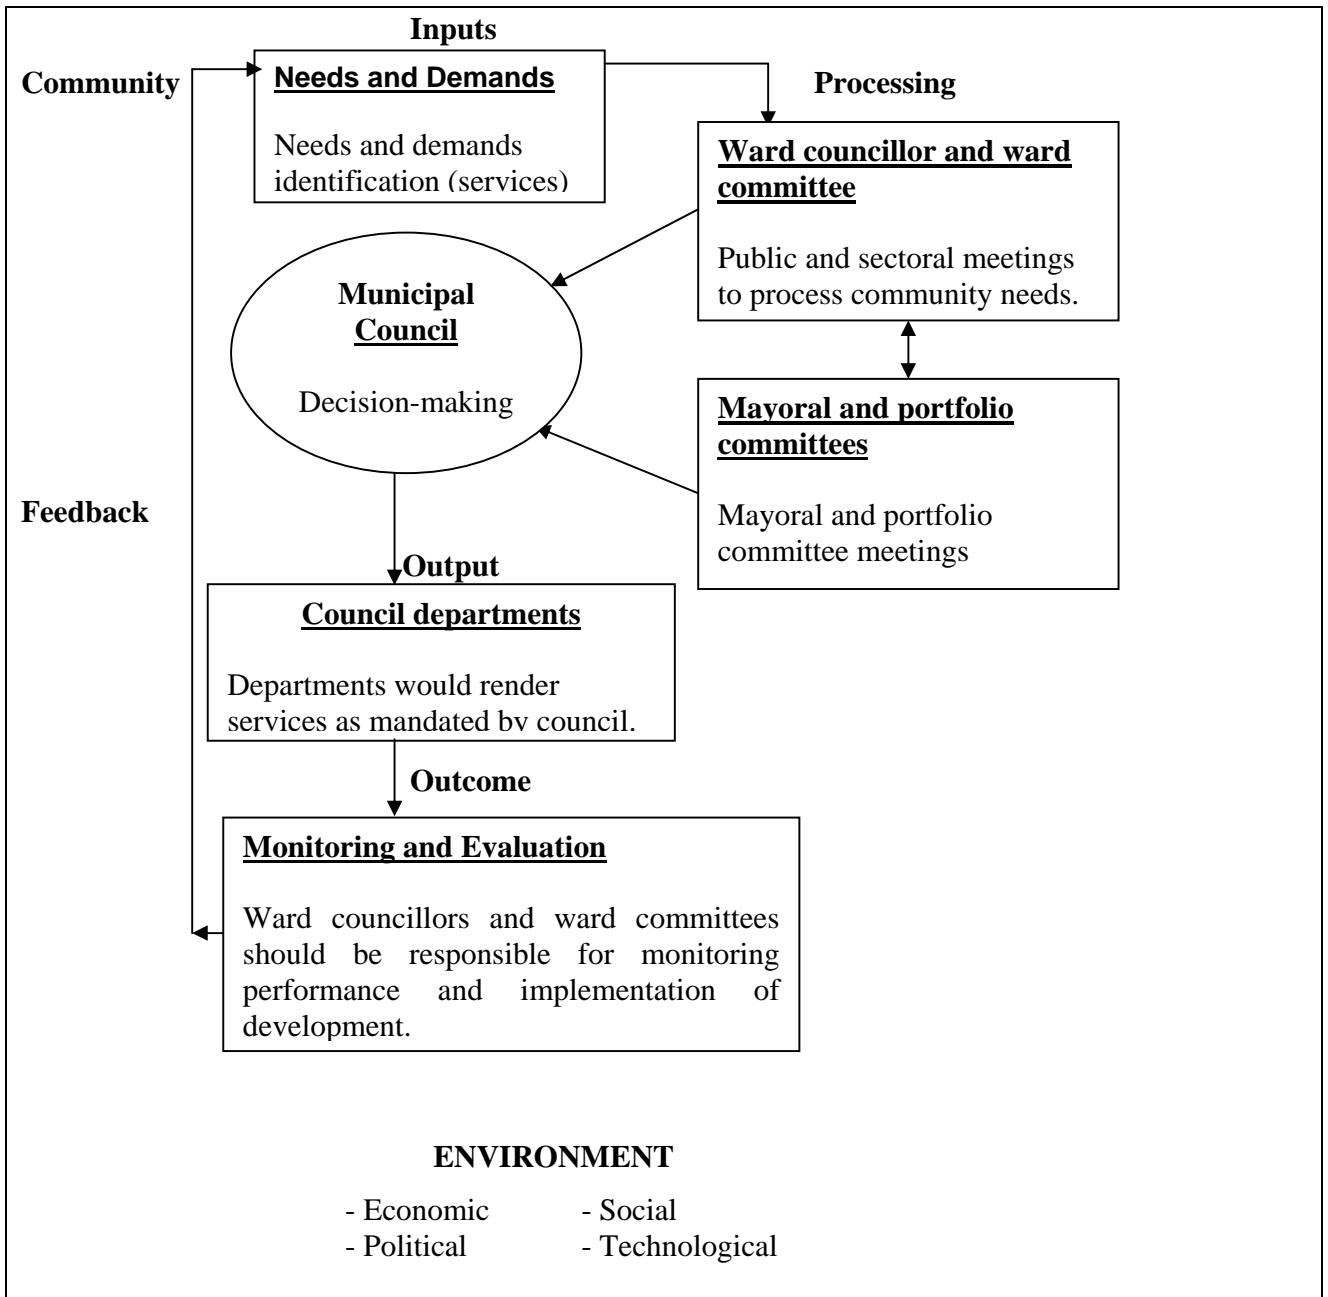 Inputs
Community
Needs and Demands
Needs and demands
identification (services)
Processing
Ward councillor and ward
committee
Public and sectoral meetings
to process community needs.
Municipal
Council
Decision-making
Mayoral and portfolio
committees
Mayoral and portfolio
committee meetings
Feedback
Output
Council departments
Departments would render
services as mandated by council.
Outcome
Monitoring and Evaluation
Ward councillors and ward committees
should be responsible for monitoring
performance and implementation of
development.
ENVIRONMENT
- Economic - Social
- Political - Technological